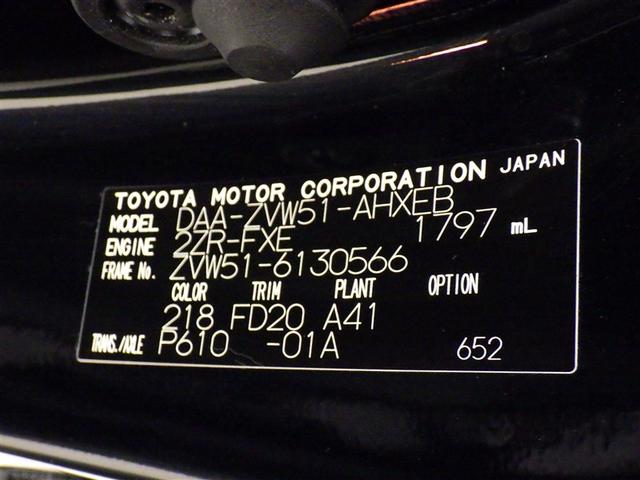 TOYOTA MOTOR CORPORATION JAPAN
MODEL DAA-ZVW51-AHXEB
ENGINE 2ZR-FXE 1797 mL
FRAME No. ZVW51-6130566
COLOR TRIM PLANT OPTION
218 FD20 A41
TRANS./AXLE P610 -01A 652